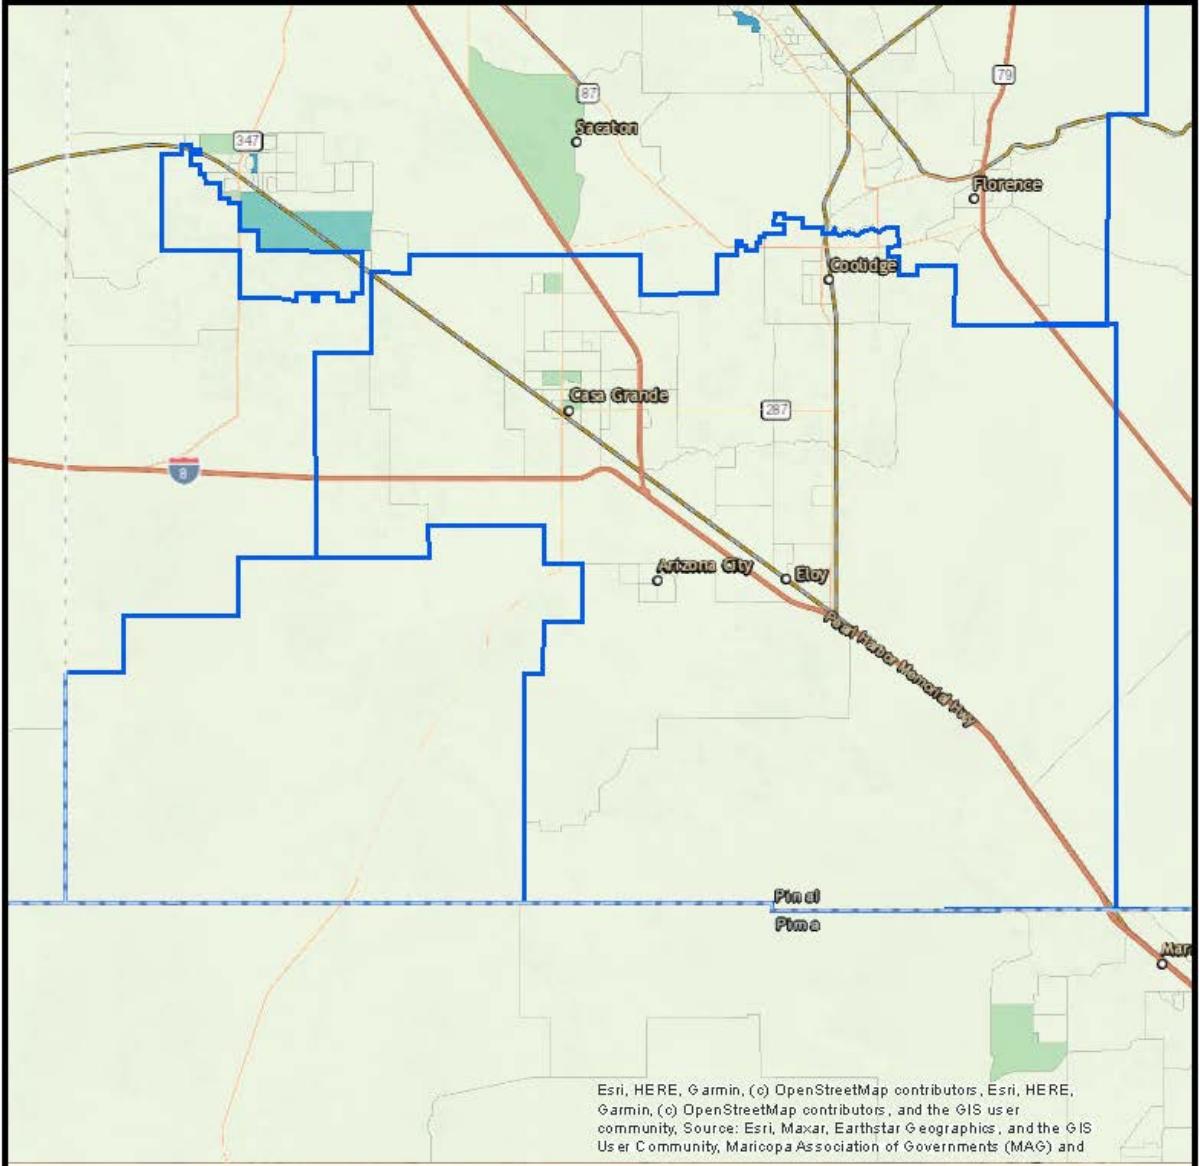 79
87
Sacaton
347
Florence
Coolidge
Casa Grande
287
8
Arizona City
Eloy
Pearl Harbor Memorial Hwy
Pinal
Pima
Mar
Esri, HERE, Garmin, (c) OpenStreetMap contributors, Esri, HERE,
Garmin, (c) OpenStreetMap contributors, and the GIS user
community, Source: Esri, Maxar, Earthstar Geographics, and the GIS
User Community, Maricopa Association of Governments (MAG) and